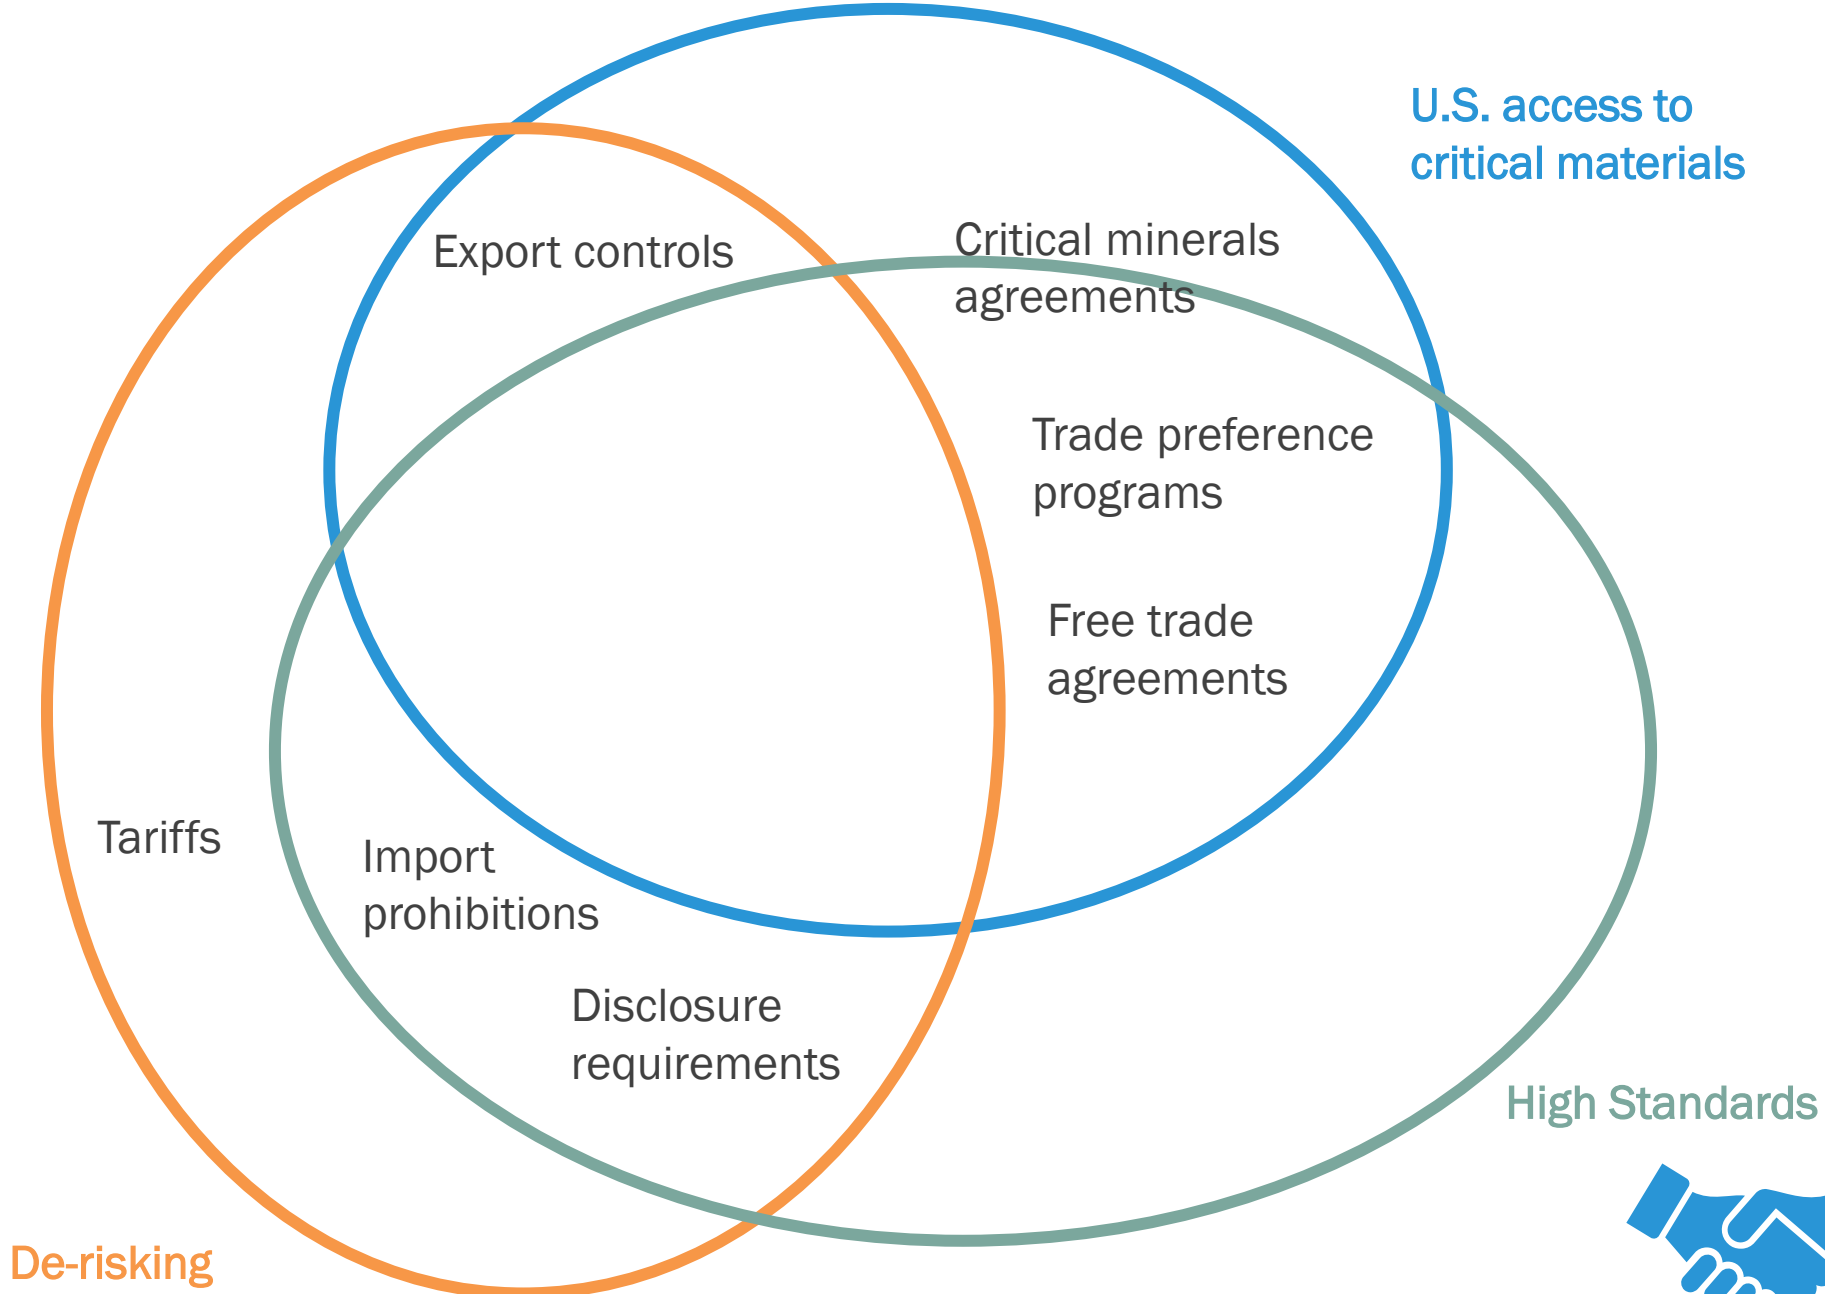 U.S. access to
critical materials
Export controls
Critical minerals
agreements
Trade preference
programs
Free trade
agreements
Tariffs
Import
prohibitions
Disclosure
requirements
High Standards
De-risking